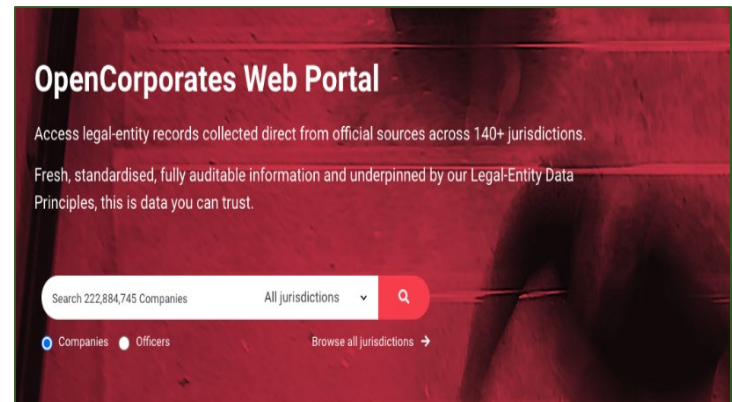 OpenCorporates Web Portal
Access legal-entity records collected direct from official sources across 140+ jurisdictions.
Fresh, standardised, fully auditable information and underpinned by our Legal-Entity Data
Principles, this is data you can trust.
Search 222,884,745 Companies All jurisdictions
Companies Officers Browse all jurisdictions →